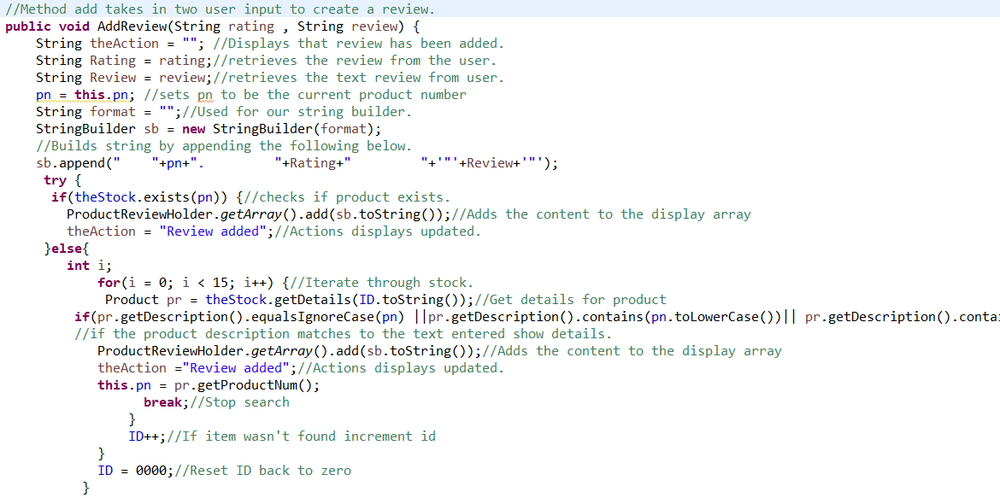 //Method add takes in two user input to create a review.
public void AddReview(String rating , String review) {
String theAction = ""; //Displays that review has been added.
String Rating = rating;//retrieves the review from the user.
String Review = review;//retrieves the text review from user.
pn = this.pn; //sets pn to be the current product number
String format = "";//Used for our string builder.
StringBuilder sb = new StringBuilder(format);
//Builds string by appending the following below.
sb.append("    "+pn+".         "+Rating+"         "+'"'+Review+'"');
try {
if(theStock.exists(pn)) {//checks if product exists.
ProductReviewHolder.getArray().add(sb.toString());//Adds the content to the display array
theAction = "Review added";//Actions displays updated.
}else{
int i;
for(i = 0; i < 15; i++) {//Iterate through stock.
Product pr = theStock.getDetails(ID.toString());//Get details for product
if(pr.getDescription().equalsIgnoreCase(pn) ||pr.getDescription().contains(pn.toLowerCase())|| pr.getDescription().conta
//if the product description matches to the text entered show details.
ProductReviewHolder.getArray().add(sb.toString());//Adds the content to the display array
theAction ="Review added";//Actions displays updated.
this.pn = pr.getProductNum();
break;//Stop search
}
ID++;//If item wasn't found increment id
}
ID = 0000;//Reset ID back to zero
}